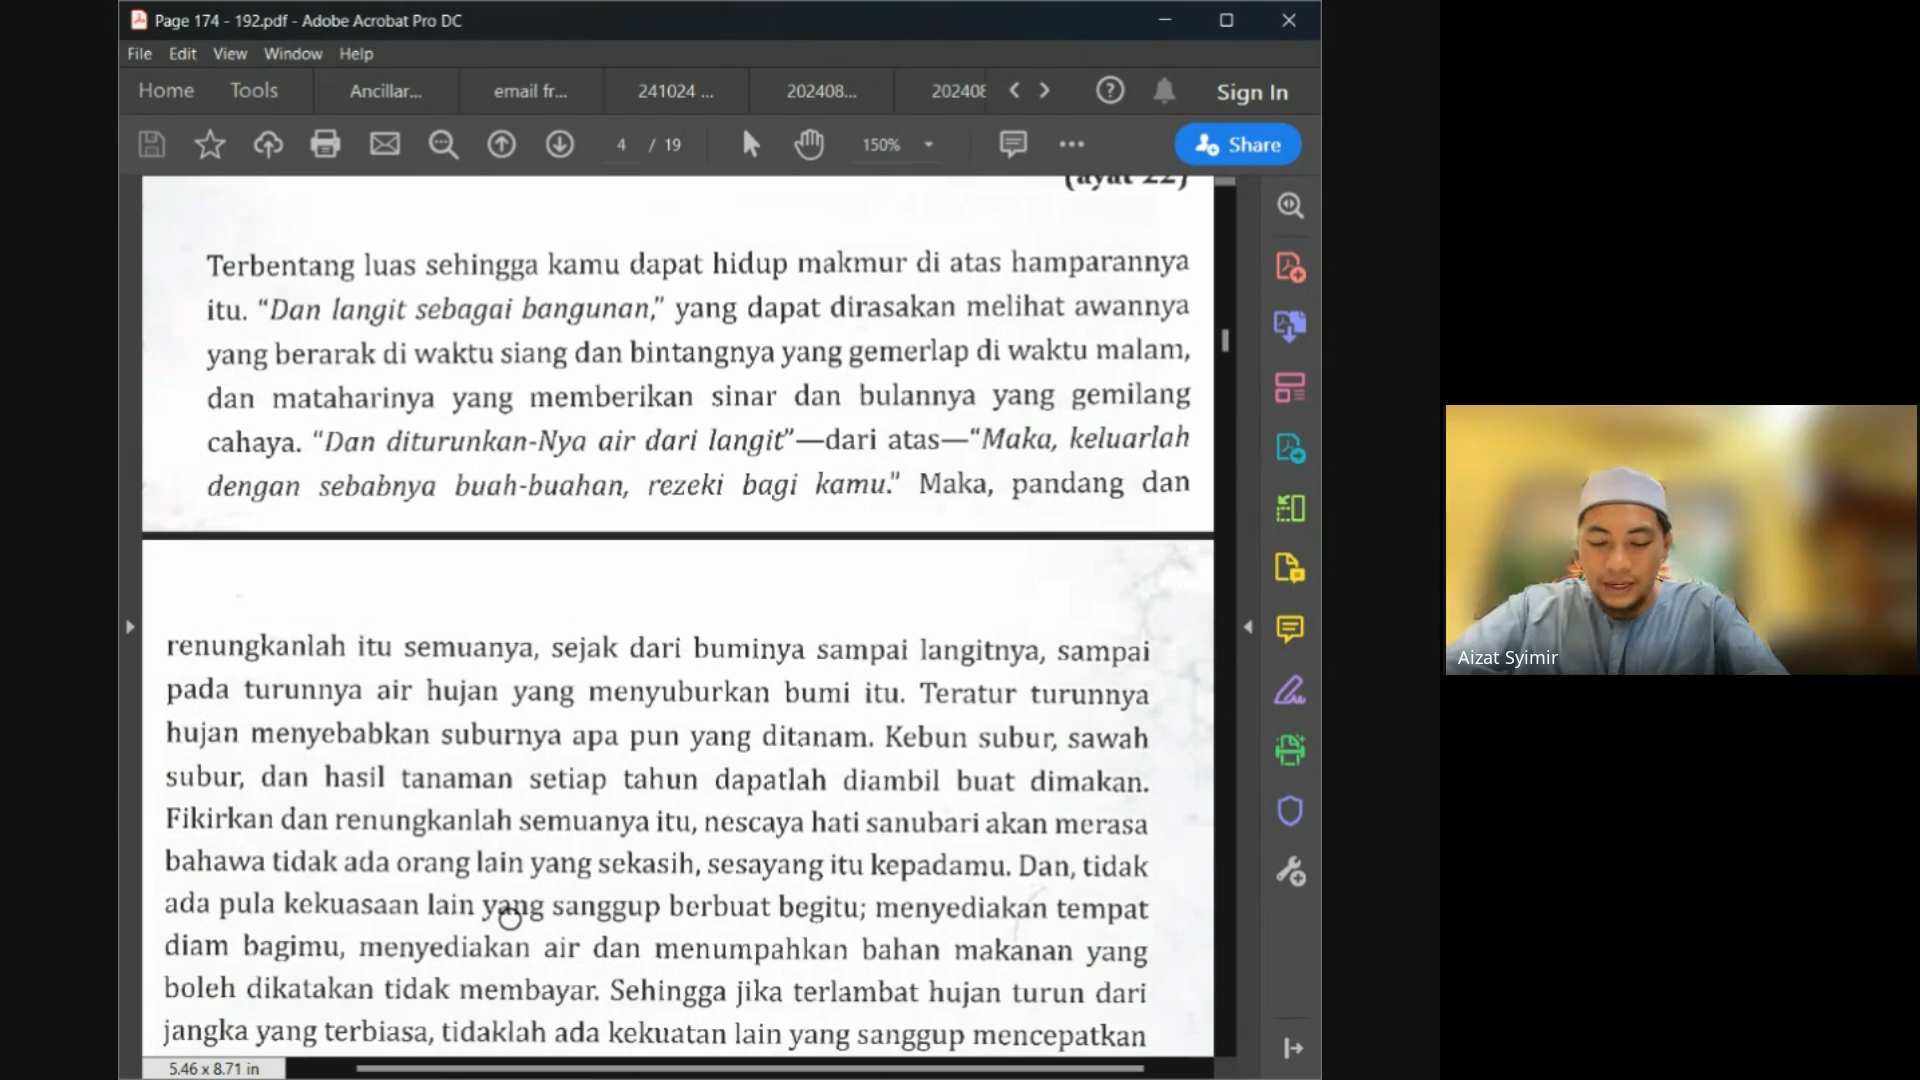 Page 174 - 192.pdf - Adobe Acrobat Pro DC
File Edit View Window Help
Home Tools Ancillar... email fr... 241024 ... 202408... 202408 Sign In
4 / 19 150% Share
(ayat 22)
Terbentang luas sehingga kamu dapat hidup makmur di atas hamparannya
itu. “Dan langit sebagai bangunan,” yang dapat dirasakan melihat awannya
yang berarak di waktu siang dan bintangnya yang gemerlap di waktu malam,
dan mataharinya yang memberikan sinar dan bulannya yang gemilang
cahaya. “Dan diturunkan-Nya air dari langit”—dari atas—“Maka, keluarlah
dengan sebabnya buah-buahan, rezeki bagi kamu.” Maka, pandang dan
renungkanlah itu semuanya, sejak dari buminya sampai langitnya, sampai
pada turunnya air hujan yang menyuburkan bumi itu. Teratur turunnya
hujan menyebabkan suburnya apa pun yang ditanam. Kebun subur, sawah
subur, dan hasil tanaman setiap tahun dapatlah diambil buat dimakan.
Fikirkan dan renungkanlah semuanya itu, nescaya hati sanubari akan merasa
bahawa tidak ada orang lain yang sekasih, sesayang itu kepadamu. Dan, tidak
ada pula kekuasaan lain yang sanggup berbuat begitu; menyediakan tempat
diam bagimu, menyediakan air dan menumpahkan bahan makanan yang
boleh dikatakan tidak membayar. Sehingga jika terlambat hujan turun dari
jangka yang terbiasa, tidaklah ada kekuatan lain yang sanggup mencepatkan
5.46 x 8.71 in
Aizat Syimir